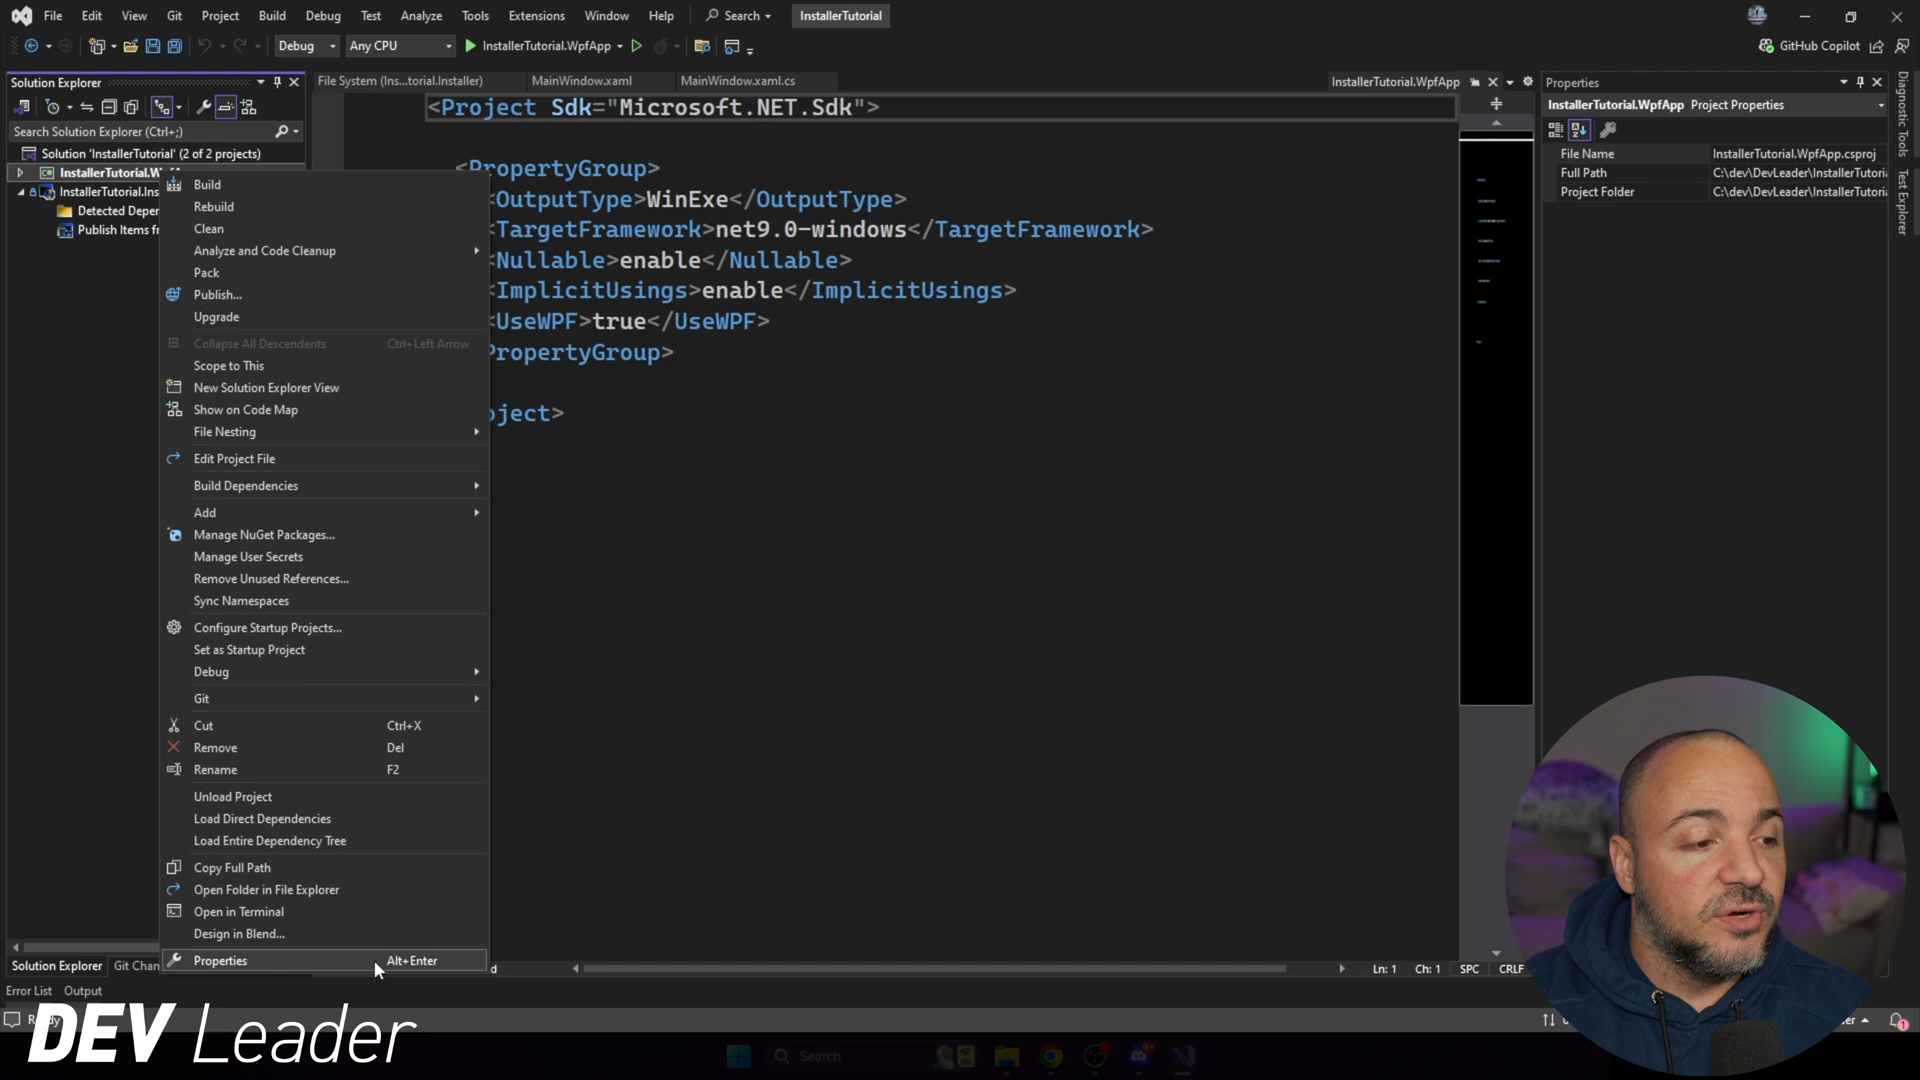 File Edit View Git Project Build Debug Test Analyze Tools Extensions Window Help Search InstallerTutorial
Debug Any CPU InstallerTutorial.WpfApp GitHub Copilot
Solution Explorer
Search Solution Explorer (Ctrl+;)
Solution 'InstallerTutorial' (2 of 2 projects)
InstallerTutorial.W
InstallerTutorial.Ins
Detected Deper
Publish Items fr
Build
Rebuild
Clean
Analyze and Code Cleanup
Pack
Publish...
Upgrade
Collapse All Descendants Ctrl+Left Arrow
Scope to This
New Solution Explorer View
Show on Code Map
File Nesting
Edit Project File
Build Dependencies
Add
Manage NuGet Packages...
Manage User Secrets
Remove Unused References...
Sync Namespaces
Configure Startup Projects...
Set as Startup Project
Debug
Git
Cut Ctrl+X
Remove Del
Rename F2
Unload Project
Load Direct Dependencies
Load Entire Dependency Tree
Copy Full Path
Open Folder in File Explorer
Open in Terminal
Design in Blend...
Properties Alt+Enter
File System (Ins...torial.Installer) MainWindow.xaml MainWindow.xaml.cs InstallerTutorial.WpfApp
<Project Sdk="Microsoft.NET.Sdk">
<PropertyGroup>
<OutputType>WinExe</OutputType>
<TargetFramework>net9.0-windows</TargetFramework>
<Nullable>enable</Nullable>
<ImplicitUsings>enable</ImplicitUsings>
<UseWPF>true</UseWPF>
PropertyGroup>
oject>
Ln: 1 Ch: 1 SPC CRLF
Properties
InstallerTutorial.WpfApp Project Properties
File Name InstallerTutorial.WpfApp.csproj
Full Path C:\dev\DevLeader\InstallerTutoria
Project Folder C:\dev\DevLeader\InstallerTutoria
Diagnostic Tools
Test Explorer
Solution Explorer Git Chan
Error List Output
DEV Leader
Search